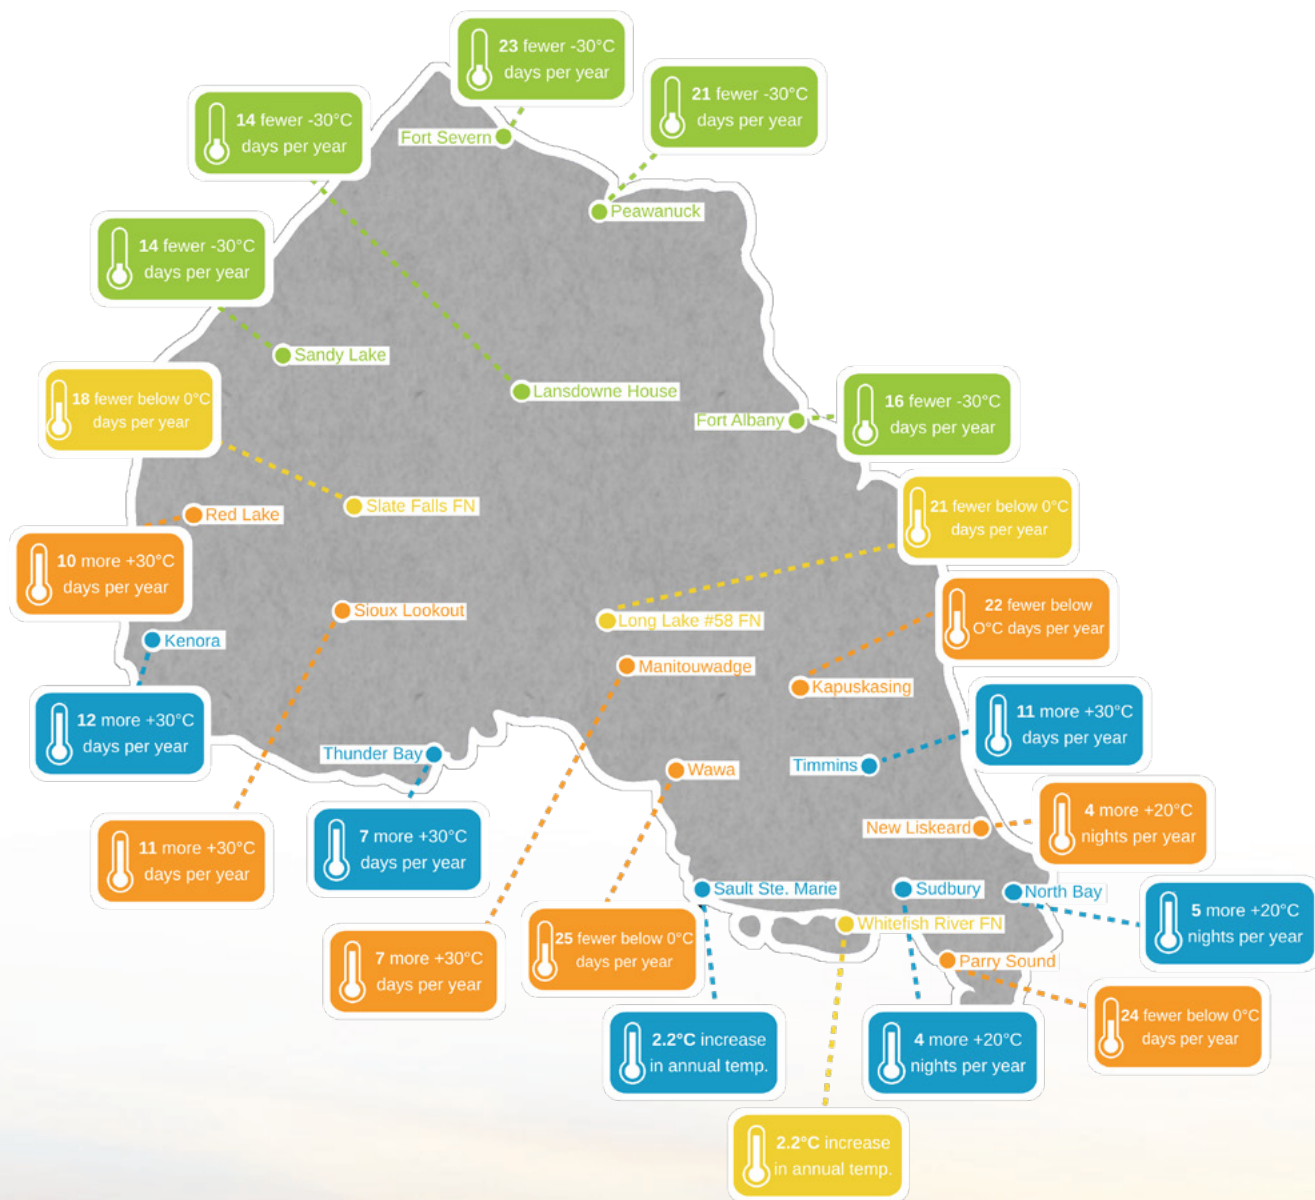 23 fewer -30°C
days per year
21 fewer -30°C
days per year
14 fewer -30°C
days per year
Fort Severn
Peawanuck
14 fewer -30°C
days per year
Sandy Lake
Lansdowne House
18 fewer below 0°C
days per year
16 fewer -30°C
days per year
Fort Albany
Slate Falls FN
Red Lake
21 fewer below 0°C
days per year
10 more +30°C
days per year
Sioux Lookout
Long Lake #58 FN
22 fewer below
O°C days per year
Kenora
Manitouwadge
Kapuskasing
12 more +30°C
days per year
11 more +30°C
days per year
Thunder Bay
Wawa
Timmins
11 more +30°C
days per year
7 more +30°C
days per year
New Liskeard
4 more +20°C
nights per year
Sault Ste. Marie
Sudbury
North Bay
5 more +20°C
nights per year
Whitefish River FN
7 more +30°C
days per year
25 fewer below 0°C
days per year
Parry Sound
24 fewer below 0°C
days per year
2.2°C increase
in annual temp.
4 more +20°C
nights per year
2.2°C increase
in annual temp.